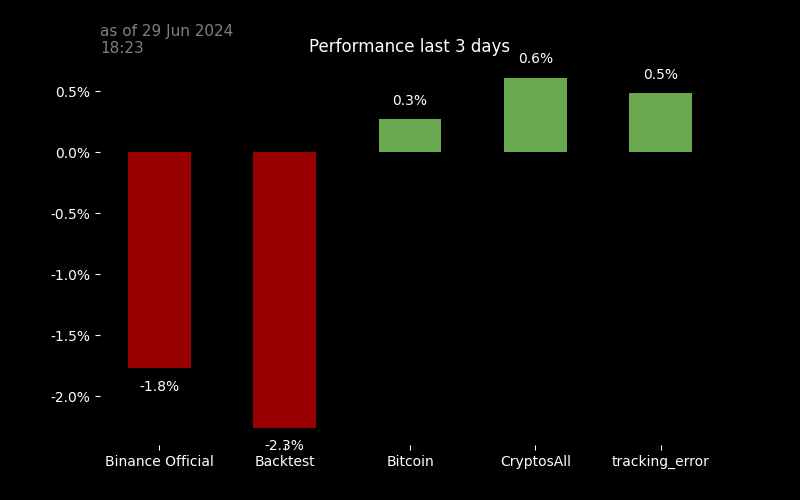 as of 29 Jun 2024
18:23
Performance last 3 days
0.6%
0.5%
0.3%
0.5%
0.0%
-0.5%
-1.0%
-1.5%
-2.0%
-1.8%
-2.3%
Binance Official
Backtest
Bitcoin
CryptosAll
tracking_error